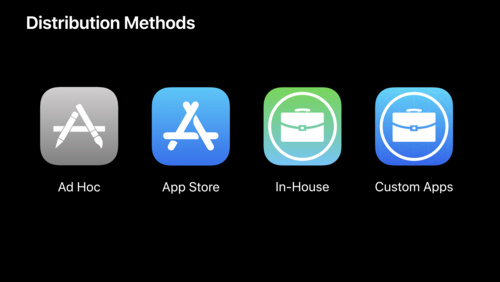 Distribution Methods
Ad Hoc
App Store
In-House
Custom Apps